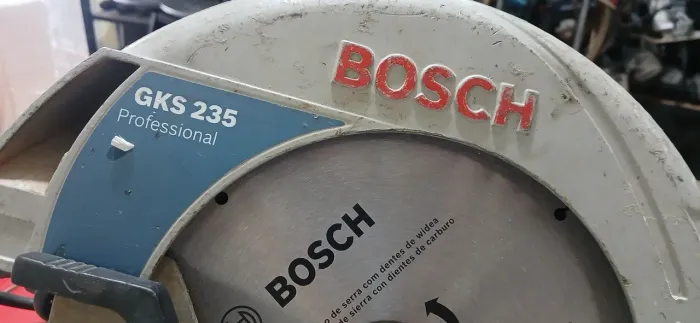 BOSCH
GKS 235
Professional
BOSCH
o de serra com dentes de widea
de sierra con dientes de carburo